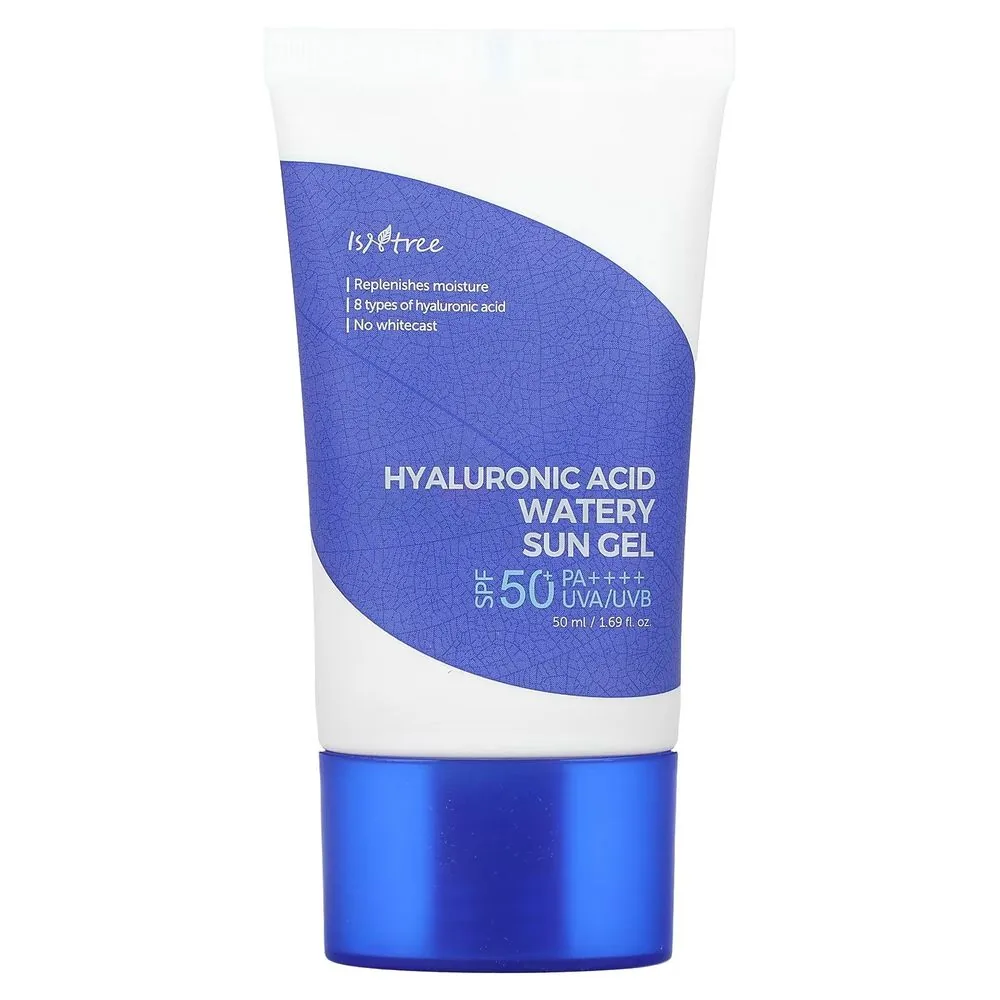 Isntree
Replenishes moisture
8 types of hyaluronic acid
No whitecast
HYALURONIC ACID
WATERY
SUN GEL
SPF 50+ PA++++
UVA/UVB
50 ml / 1.69 fl. oz.